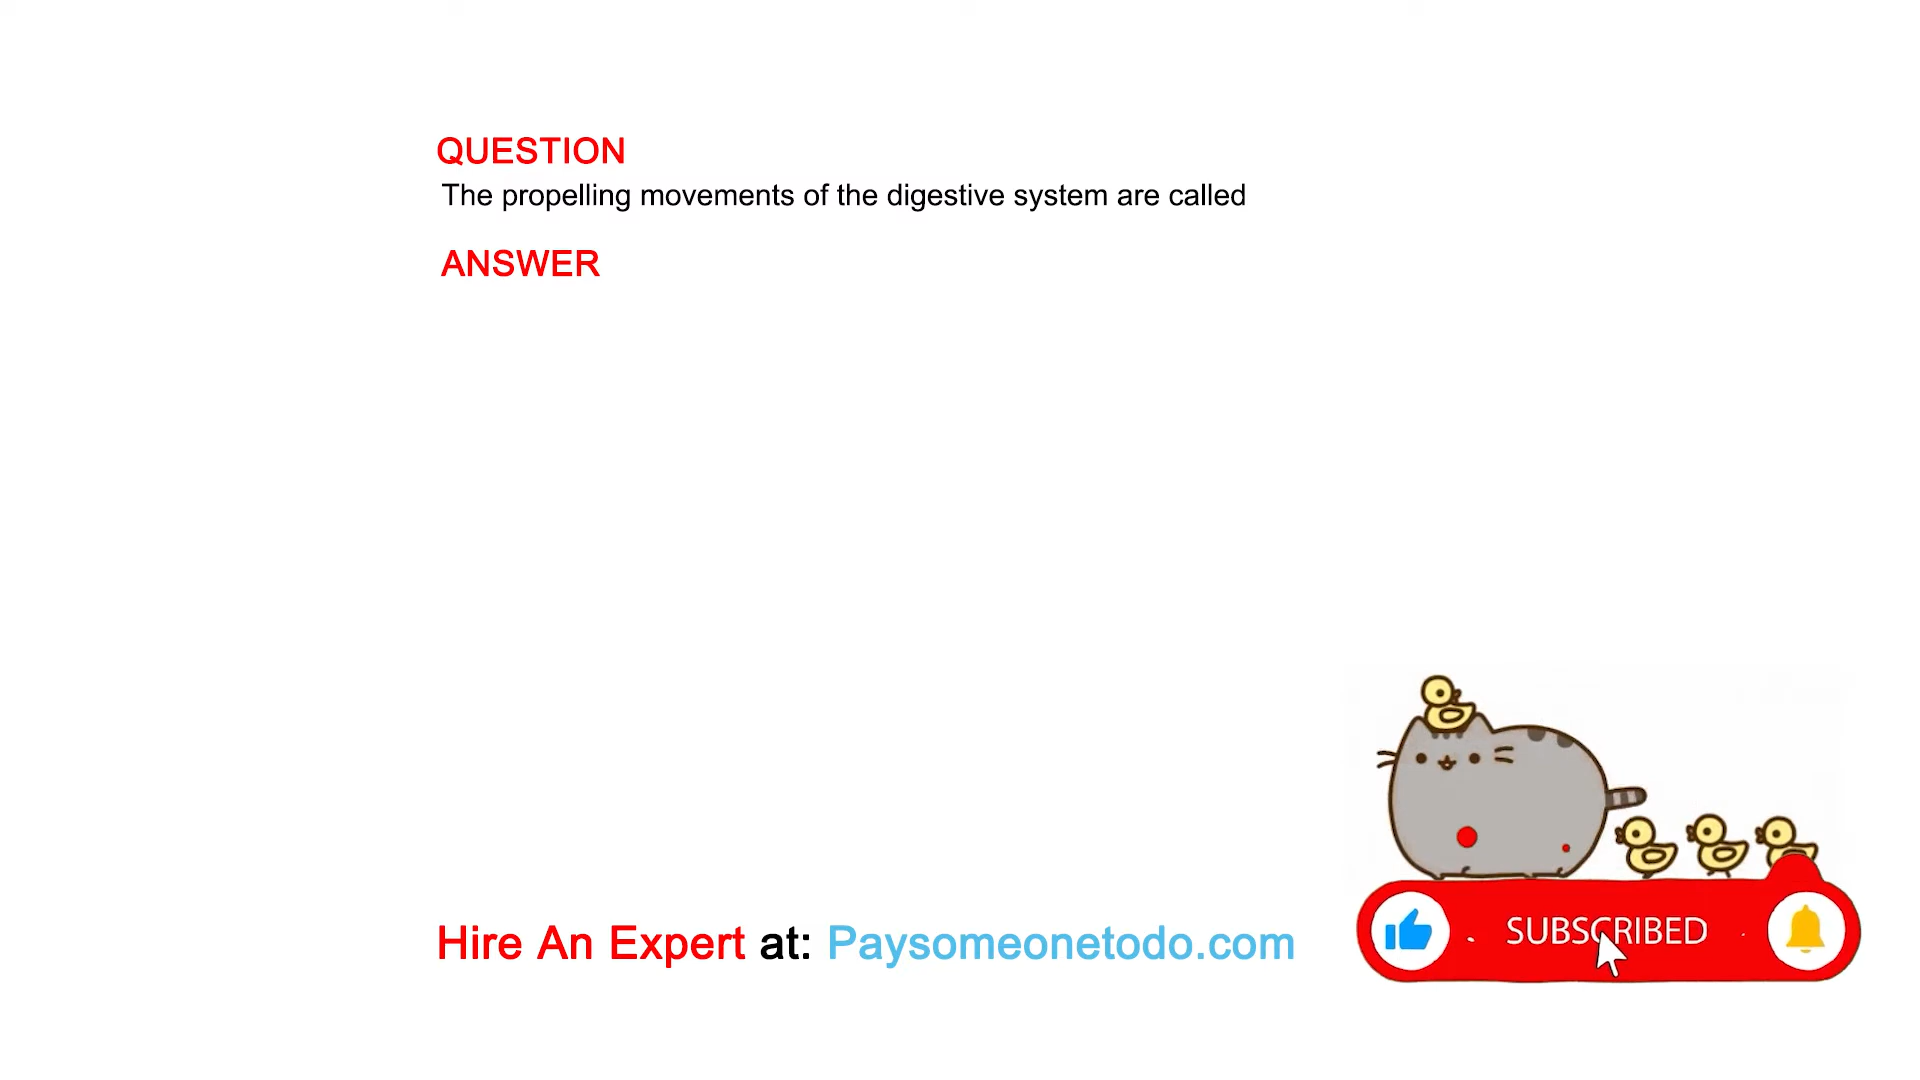 QUESTION
The propelling movements of the digestive system are called
ANSWER
Hire An Expert at: Paysomeonetodo.com
SUBSCRIBED